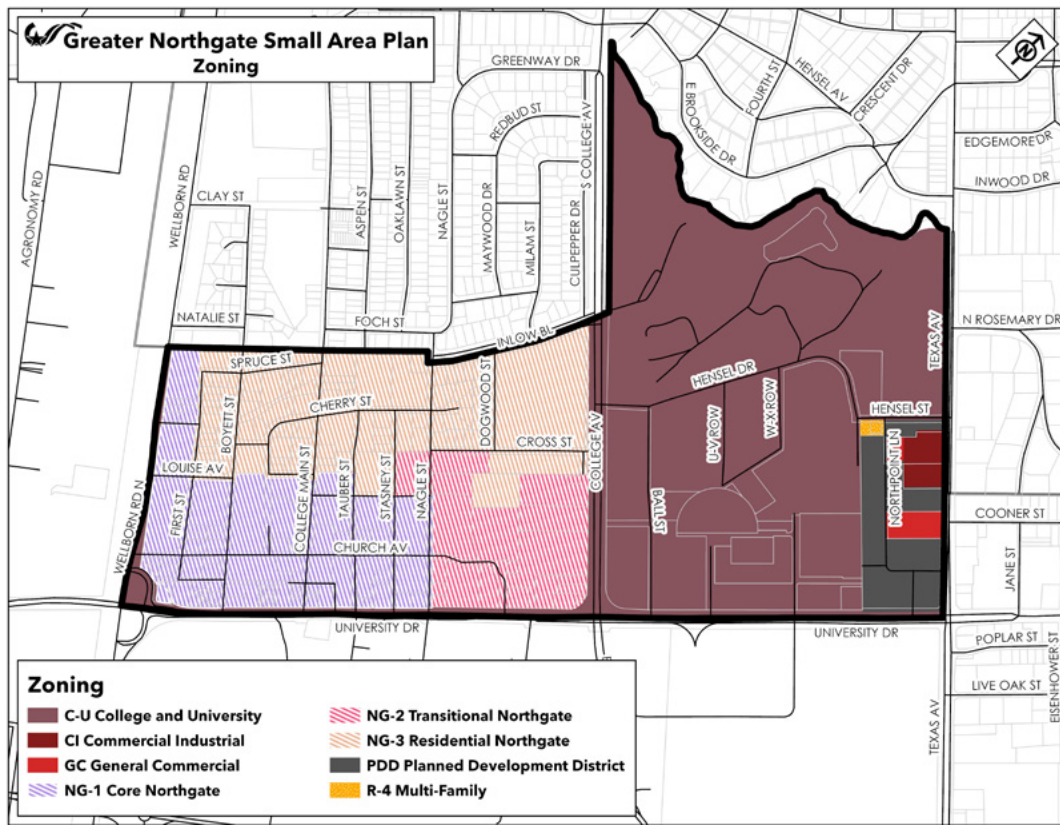 Greater Northgate Small Area Plan
Zoning
N
GREENWAY DR
REDBUD ST
S COLLEGE AV
E BROOKSIDE DR
FOURTH ST
HENSEL AV
CRESCENT DR
EDGEMORE DR
INWOOD DR
AGRONOMY RD
WELLBORN RD
CLAY ST
ASPEN ST
OAKLAWN ST
NAGLE ST
MAYWOOD DR
MILAM ST
CULPEPPER DR
NATALIE ST
FOCH ST
INLOW BL
N ROSEMARY DR
TEXAS AV
SPRUCE ST
HENSEL DR
CHERRY ST
DOGWOOD ST
BOYETT ST
COLLEGE MAIN ST
CROSS ST
COLLEGE AV
U-V ROW
W-X ROW
HENSEL ST
LOUISE AV
FIRST ST
TAUBER ST
STASNEY ST
NAGLE ST
BALL ST
NORTHPOINT LN
COONER ST
WELLBORN RD N
CHURCH AV
JANE ST
UNIVERSITY DR
UNIVERSITY DR
POPLAR ST
LIVE OAK ST
EISENHOWER ST
TEXAS AV
Zoning
C-U College and University
CI Commercial Industrial
GC General Commercial
NG-1 Core Northgate
NG-2 Transitional Northgate
NG-3 Residential Northgate
PDD Planned Development District
R-4 Multi-Family